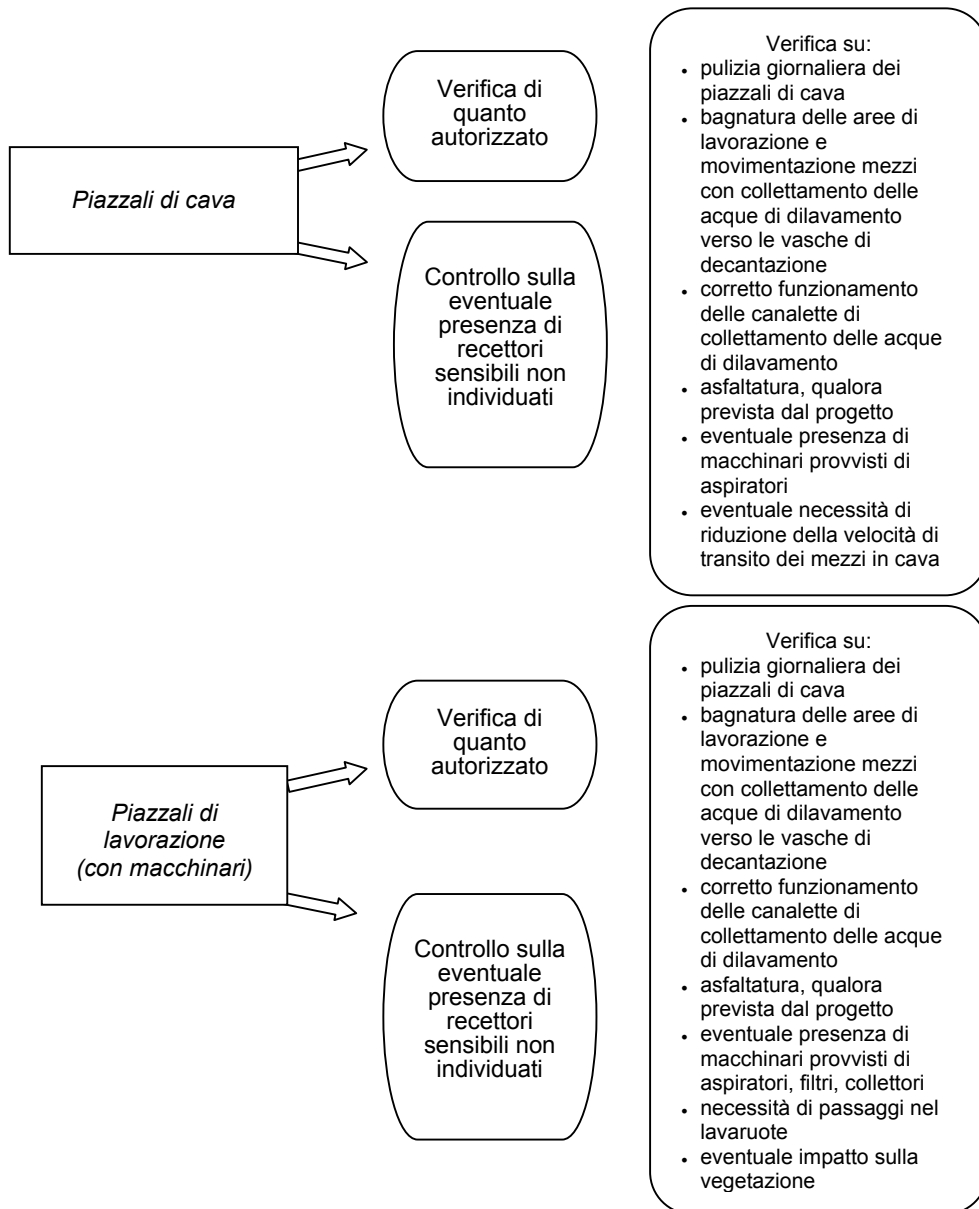 Piazzali di cava
Verifica di
quanto
autorizzato
Controllo sulla
eventuale
presenza di
recettori
sensibili non
individuati
Verifica su:
• pulizia giornaliera dei
piazzali di cava
• bagnatura delle aree di
lavorazione e
movimentazione mezzi
con collettamento delle
acque di dilavamento
verso le vasche di
decantazione
• corretto funzionamento
delle canalette di
collettamento delle acque
di dilavamento
• asfaltatura, qualora
prevista dal progetto
• eventuale presenza di
macchinari provvisti di
aspiratori
• eventuale necessità di
riduzione della velocità di
transito dei mezzi in cava
Piazzali di
lavorazione
(con macchinari)
Verifica di
quanto
autorizzato
Controllo sulla
eventuale
presenza di
recettori
sensibili non
individuati
Verifica su:
• pulizia giornaliera dei
piazzali di cava
• bagnatura delle aree di
lavorazione e
movimentazione mezzi
con collettamento delle
acque di dilavamento
verso le vasche di
decantazione
• corretto funzionamento
delle canalette di
collettamento delle acque
di dilavamento
• asfaltatura, qualora
prevista dal progetto
• eventuale presenza di
macchinari provvisti di
aspiratori, filtri, collettori
• necessità di passaggi nel
lavaruote
• eventuale impatto sulla
vegetazione